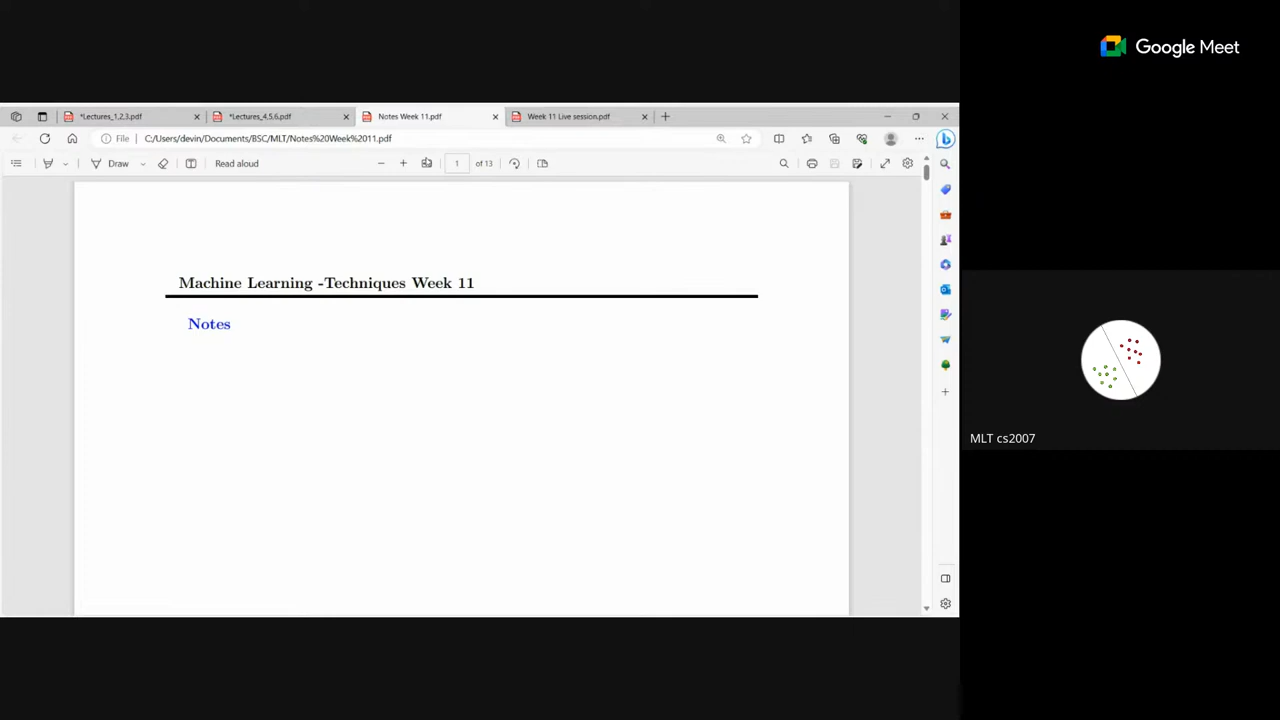 Google Meet
*Lectures_1,2,3.pdf
*Lectures_4,5,6.pdf
Notes Week 11.pdf
Week 11 Live session.pdf
File
C:/Users/devin/Documents/BSC/MLT/Notes%20Week%2011.pdf
Draw
Read aloud
1 of 13
Machine Learning -Techniques Week 11
Notes
MLT cs2007